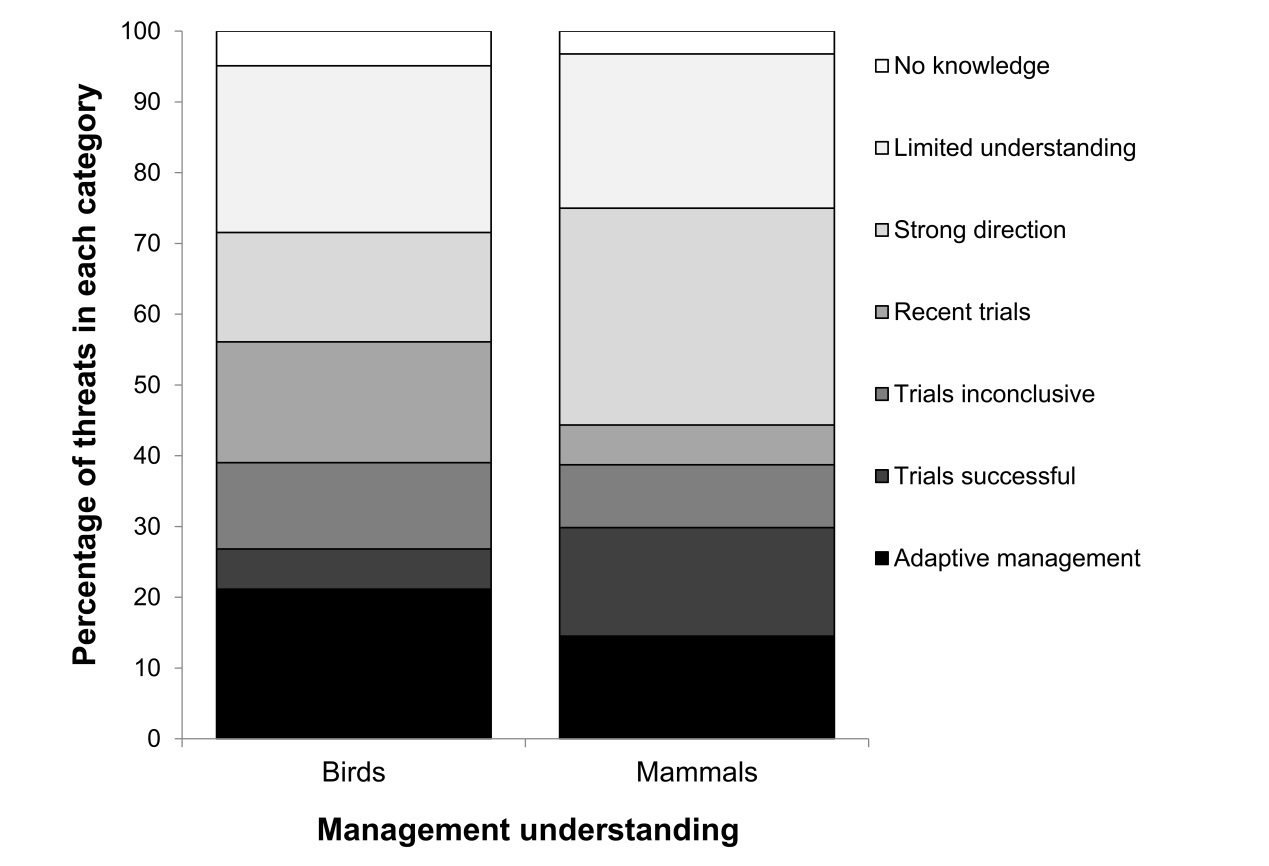 Percentage of threats in each category
100
90
80
70
60
50
40
30
20
10
0
Birds
Mammals
Management understanding
No knowledge
Limited understanding
Strong direction
Recent trials
Trials inconclusive
Trials successful
Adaptive management